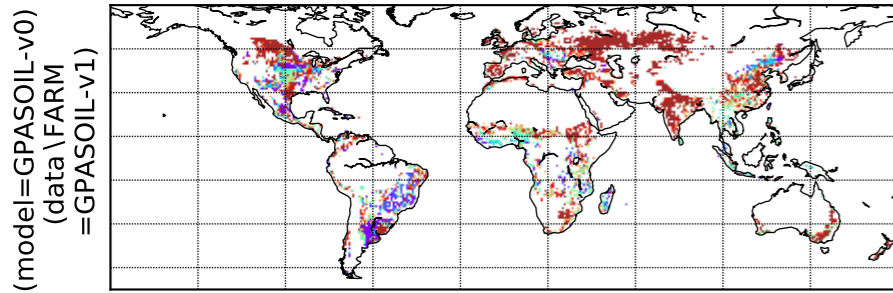 (model=GPASOIL-v0)
(data \ FARM
=GPASOIL-v1)